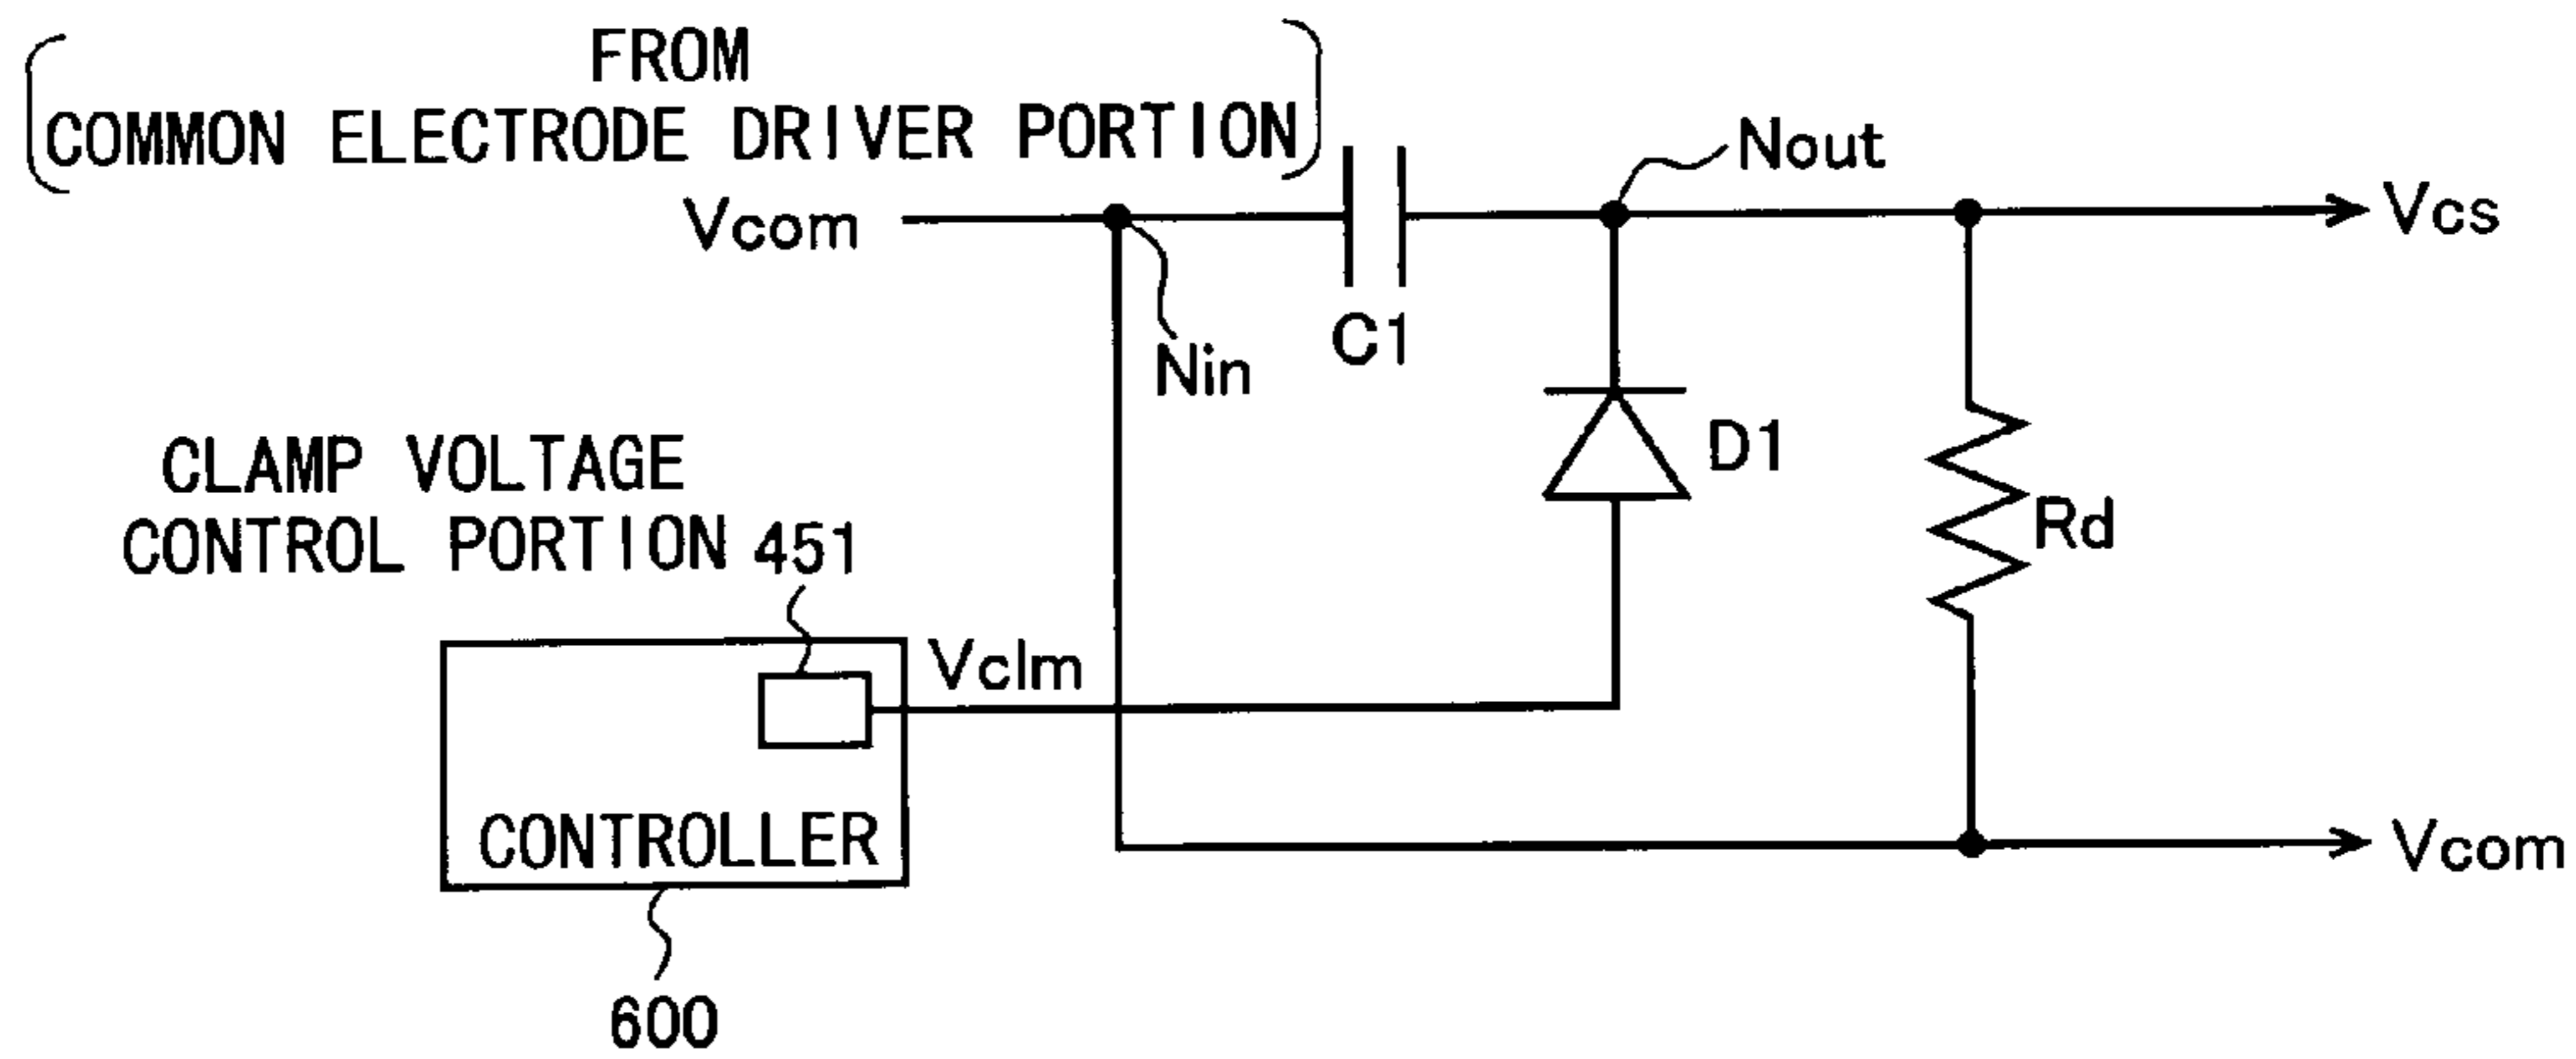 FROM
COMMON ELECTRODE DRIVER PORTION
Nout
Vcom
Vcs
C1
Nin
D1
CLAMP VOLTAGE
CONTROL PORTION 451
Rd
Vclm
CONTROLLER
Vcom
600